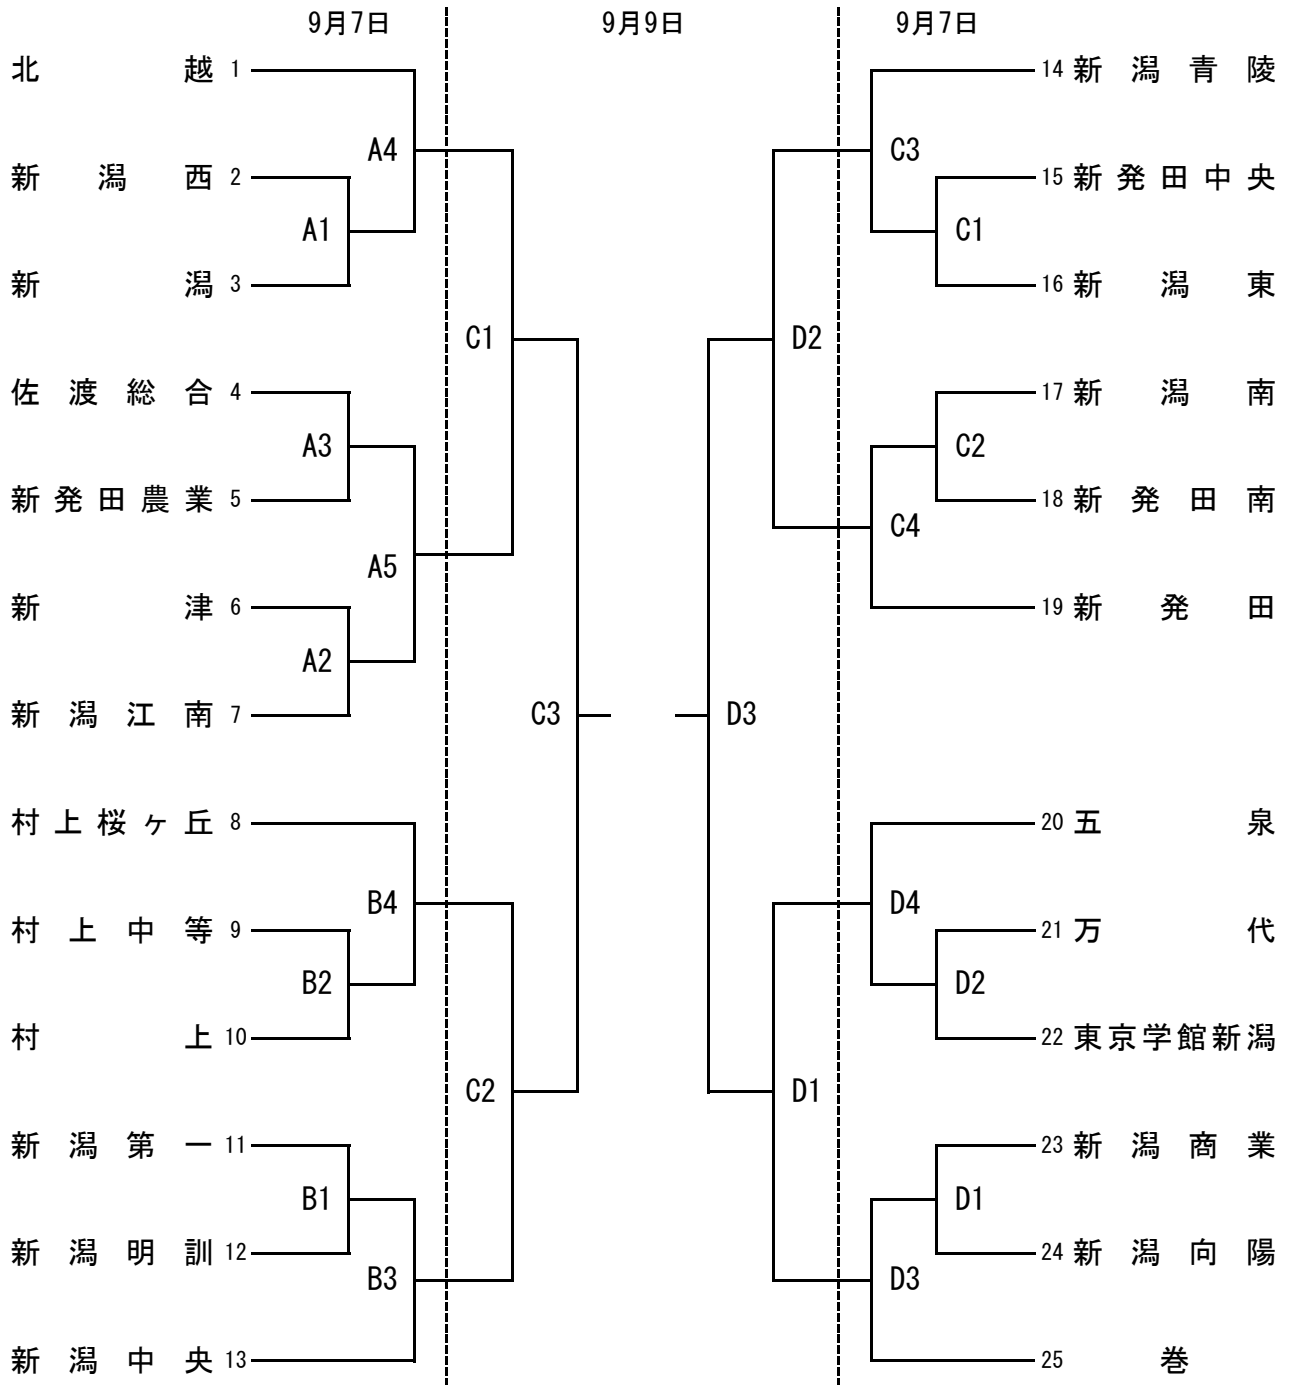 9月7日 9月9日 9月7日
北越 1 14 新潟青陵
A4 C3
新潟西 2 15 新発田中央
A1 C1
新潟 3 16 新潟東
C1 D2
佐渡総合 4 17 新潟南
A3 C2
新発田農業 5 18 新発田南
C4
A5
新津 6 19 新発田
A2
新潟江南 7
C3 D3
村上桜ヶ丘 8 20 五泉
B4 D4
村上中等 9 21 万代
B2 D2
村上 10 22 東京学館新潟
C2 D1
新潟第一 11 23 新潟商業
B1 D1
新潟明訓 12 24 新潟向陽
B3 D3
新潟中央 13 25 巻